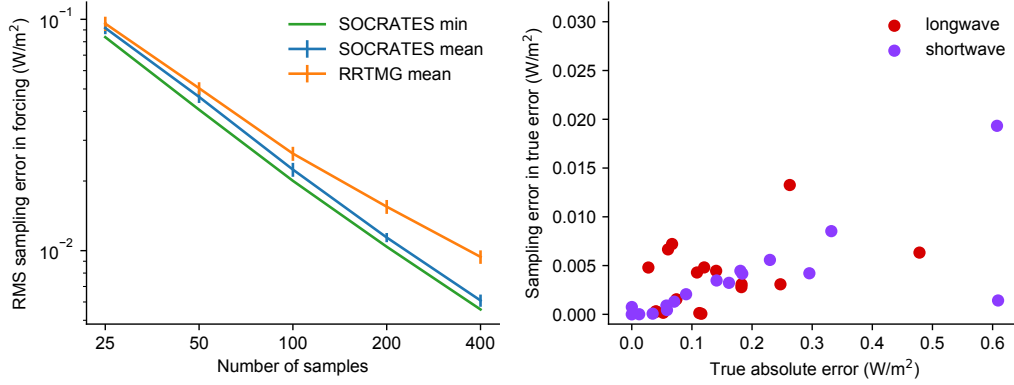 RMS sampling error in forcing (W/m²)
10⁻¹
10⁻²
SOCRATES min
SOCRATES mean
RRTMG mean
25
50
100
200
400
Number of samples
Sampling error in true error (W/m²)
0.030
0.025
0.020
0.015
0.010
0.005
0.000
longwave
shortwave
0.0
0.1
0.2
0.3
0.4
0.5
0.6
True absolute error (W/m²)